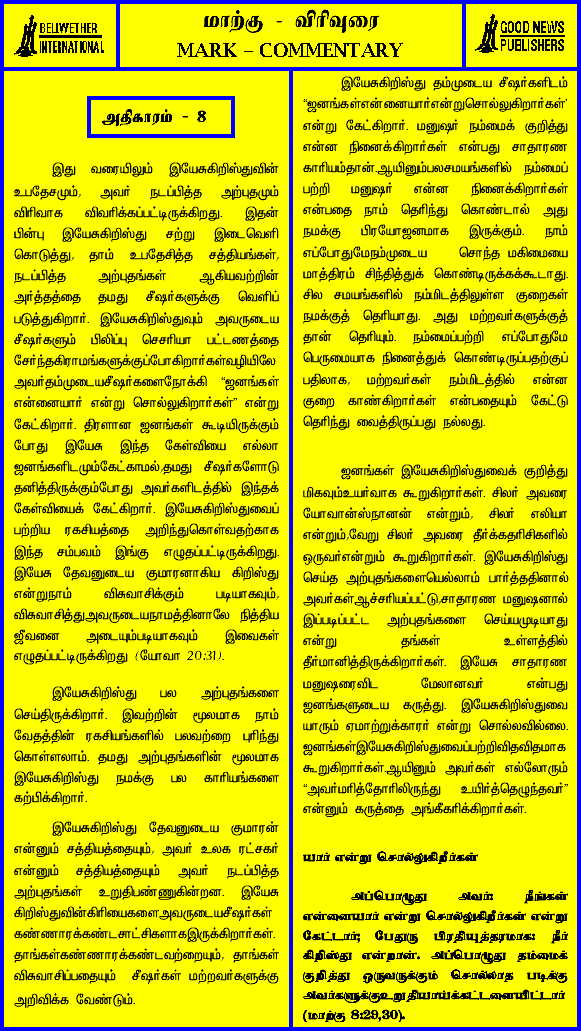 BELWETHER
INTERNATIONAL
மாற்கு - விரிவுரை
MARK – COMMENTARY
GOOD NEWS
PUBLISHERS
அதிகாரம் - 8
இது வரையிலும் இயேசுகிறிஸ்துவின்
உபதேசமும், அவர் நடப்பித்த அற்புதமும்
விரிவாக விவரிக்கப்பட்டிருக்கிறது. இதன்
பின்பு இயேசுகிறிஸ்து சற்று இடைவெளி
கொடுத்து, தாம் உபதேசித்த சத்தியங்கள்,
நடப்பித்த அற்புதங்கள் ஆகியவற்றின்
அர்த்தத்தை தமது சீஷர்களுக்கு வெளிப்
படுத்துகிறார். இயேசுகிறிஸ்துவும் அவருடைய
சீஷர்களும் பிலிப்பு செசரியா பட்டணத்தை
சேர்ந்தகிராமங்களுக்குப்போகிறார்கள்வழியிலே
அவர்தம்முடையசீஷர்களைநோக்கி “ஜனங்கள்
என்னையார் என்று சொல்லுகிறார்கள்” என்று
கேட்கிறார். திரளான ஜனங்கள் கூடியிருக்கும்
போது இயேசு இந்த கேள்வியை எல்லா
ஜனங்களிடமும்கேட்காமல்,தமது சீஷர்களோடு
தனித்திருக்கும்போது அவர்களிடத்தில் இந்தக்
கேள்வியைக் கேட்கிறார். இயேசுகிறிஸ்துவைப்
பற்றிய ரகசியத்தை அறிந்துகொள்வதற்காக
இந்த சம்பவம் இங்கு எழுதப்பட்டிருக்கிறது.
இயேசு தேவனுடைய குமாரனாகிய கிறிஸ்து
என்றுநாம் விசுவாசிக்கும் படியாகவும்,
விசுவாசித்து,அவருடையநாமத்தினாலே நித்திய
ஜீவனை அடையும்படியாகவும் இவைகள்
எழுதப்பட்டிருக்கிறது (யோவா 20:31).
இயேசுகிறிஸ்து பல அற்புதங்களை
செய்திருக்கிறார். இவற்றின் மூலமாக நாம்
வேதத்தின் ரகசியங்களில் பலவற்றை புரிந்து
கொள்ளலாம். தமது அற்புதங்களின் மூலமாக
இயேசுகிறிஸ்து நமக்கு பல காரியங்களை
கற்பிக்கிறார்.
இயேசுகிறிஸ்து தேவனுடைய குமாரன்
என்னும் சத்தியத்தையும், அவர் உலக ரட்சகர்
என்னும் சத்தியத்தையும் அவர் நடப்பித்த
அற்புதங்கள் உறுதிபண்ணுகின்றன. இயேசு
கிறிஸ்துவின்கிரியைகளைஅவருடையசீஷர்கள்
கண்ணாரக்கண்டசாட்சிகளாகஇருக்கிறார்கள்.
தாங்கள்கண்ணாரக்கண்டவற்றையும், தாங்கள்
விசுவாசிப்பதையும் சீஷர்கள் மற்றவர்களுக்கு
அறிவிக்க வேண்டும்.
இயேசுகிறிஸ்து தம்முடைய சீஷர்களிடம்
“ஜனங்கள்என்னையார்என்றுசொல்லுகிறார்கள்’
என்று கேட்கிறார். மனுஷர் நம்மைக் குறித்து
என்ன நினைக்கிறார்கள் என்பது சாதாரண
காரியம்தான்.ஆயினும்பலசமயங்களில் நம்மைப்
பற்றி மனுஷர் என்ன நினைக்கிறார்கள்
என்பதை நாம் தெரிந்து கொண்டால் அது
நமக்கு பிரயோஜனமாக இருக்கும். நாம்
எப்போதுமேநம்முடைய சொந்த மகிமையை
மாத்திரம் சிந்தித்துக் கொண்டிருக்கக்கூடாது.
சில சமயங்களில் நம்மிடத்திலுள்ள குறைகள்
நமக்குத் தெரியாது. அது மற்றவர்களுக்குத்
தான் தெரியும். நம்மைப்பற்றி எப்போதுமே
பெருமையாக நினைத்துக் கொண்டிருப்பதற்குப்
பதிலாக, மற்றவர்கள் நம்மிடத்தில் என்ன
குறை காண்கிறார்கள் என்பதையும் கேட்டு
தெரிந்து வைத்திருப்பது நல்லது.
ஜனங்கள் இயேசுகிறிஸ்துவைக் குறித்து
மிகவும்உயர்வாக கூறுகிறார்கள். சிலர் அவரை
யோவான்ஸ்நானன் என்றும், சிலர் எலியா
என்றும்,வேறு சிலர் அவரை தீர்க்கதரிசிகளில்
ஒருவர்என்றும் கூறுகிறார்கள். இயேசுகிறிஸ்து
செய்த அற்புதங்களையெல்லாம் பார்த்ததினால்
அவர்கள்,ஆச்சரியப்பட்டு,சாதாரண மனுஷனால்
இப்படிப்பட்ட அற்புதங்களை செய்யமுடியாது
என்று தங்கள் உள்ளத்தில்
தீர்மானித்திருக்கிறார்கள். இயேசு சாதாரண
மனுஷரைவிட மேலானவர் என்பது
ஜனங்களுடைய கருத்து. இயேசுகிறிஸ்துவை
யாரும் ஏமாற்றுக்காரர் என்று சொல்லவில்லை.
ஜனங்கள்இயேசுகிறிஸ்துவைப்பற்றிவிதவிதமாக
கூறுகிறார்கள்.ஆயினும் அவர்கள் எல்லோரும்
“அவர்மரித்தோரிலிருந்து உயிர்த்தெழுந்தவர்”
என்னும் கருத்தை அங்கீகரிக்கிறார்கள்.
யார் என்று சொல்லுகிறீர்கள்
அப்பொழுது அவர்: நீங்கள்
என்னையார் என்று சொல்லுகிறீர்கள் என்று
கேட்டார்; பேதுரு பிரதியுத்தரமாக: நீர்
கிறிஸ்து என்றான். அப்பொழுது தம்மைக்
குறித்து ஒருவருக்கும் சொல்லாத படிக்கு
அவர்களுக்குஉறுதியாய்க்கட்டளையிட்டார்
(மாற்கு 8:29,30).